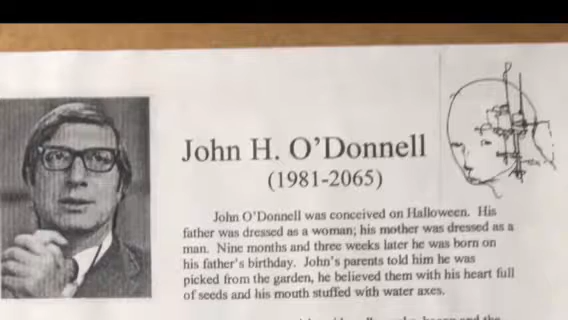 John H. O'Donnell
(1981-2065)
John O'Donnell was conceived on Halloween. His
father was dressed as a woman; his mother was dressed as a
man. Nine months and three weeks later he was born on
his father's birthday. John's parents told him he was
picked from the garden, he believed them with his heart full
of seeds and his mouth stuffed with water axes.